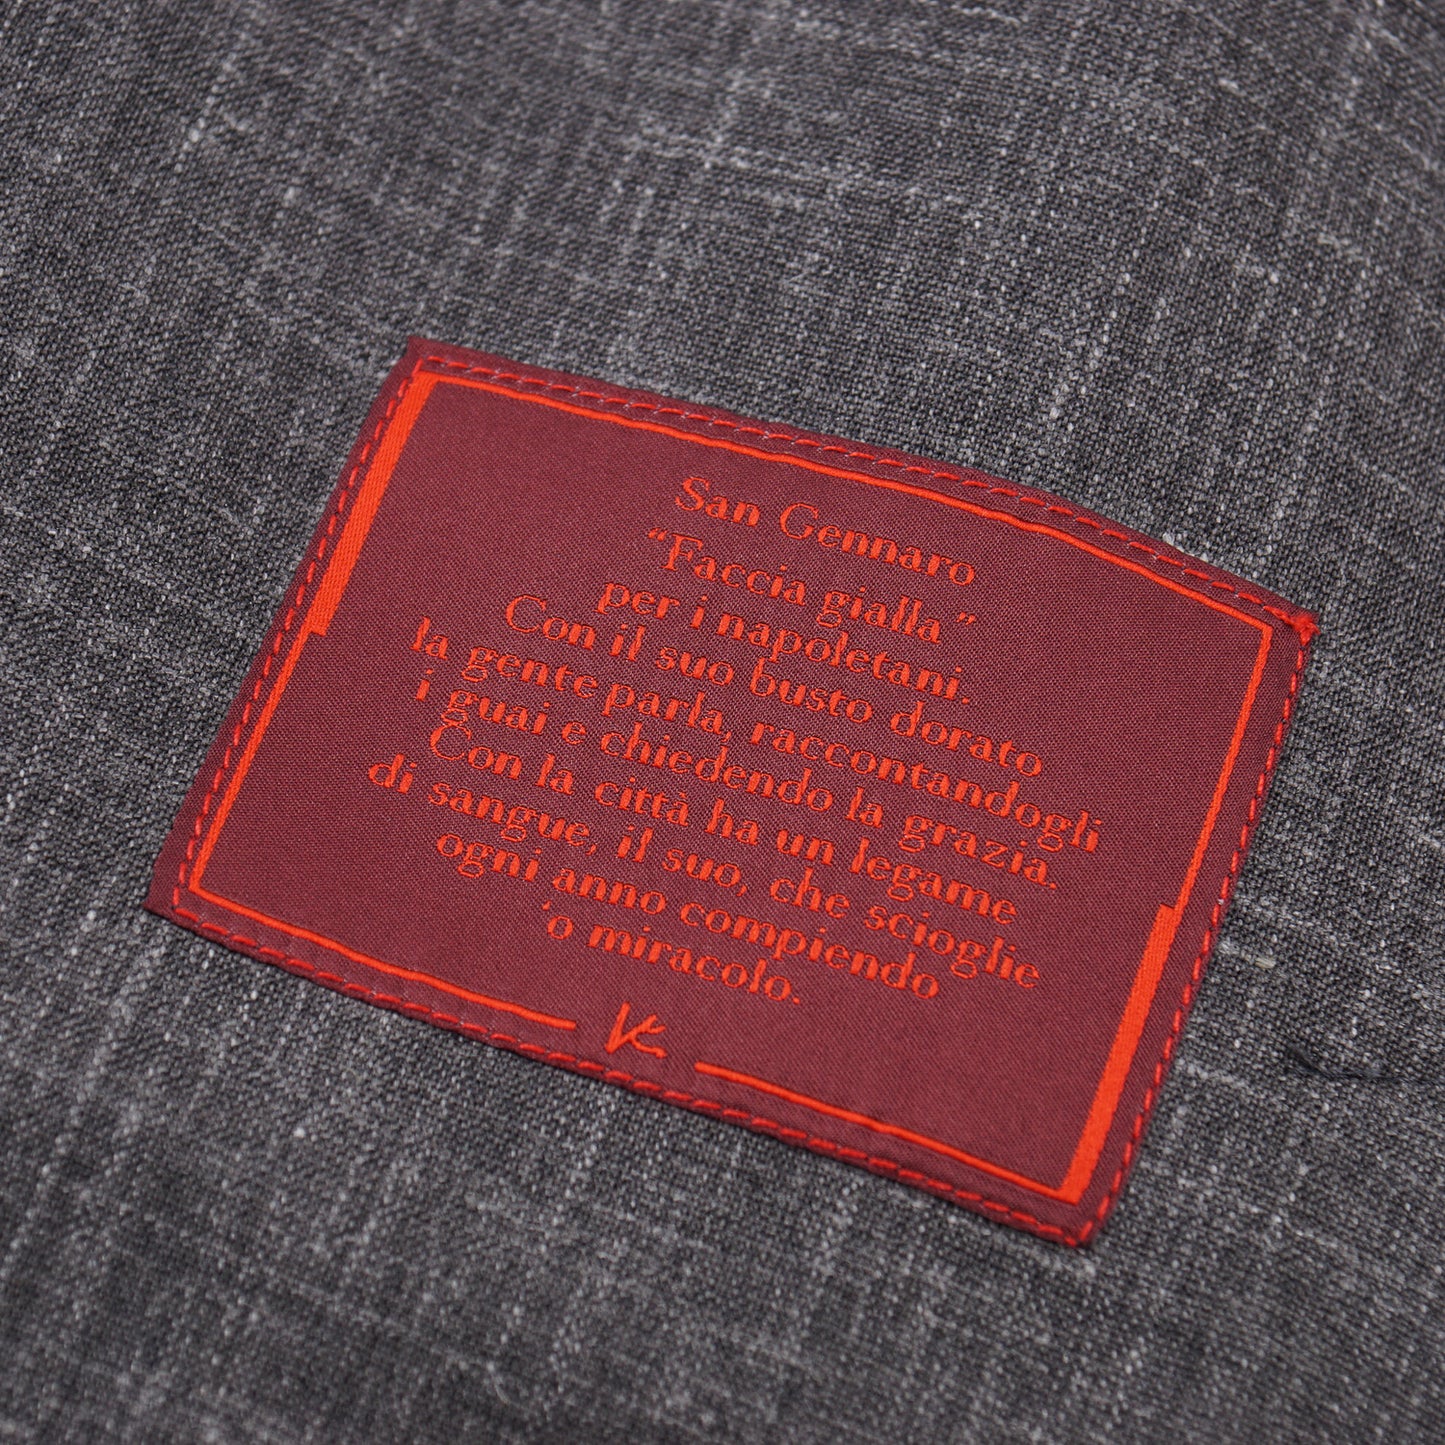 San Gennaro
“Faccia gialla”
per i napoletani.
Con il suo busto dorato
la gente parla, raccontandogli
i guai e chiedendo la grazia.
Con la città ha un legame
di sangue, il suo, che scioglie
ogni anno compiendo
‘o miracolo.